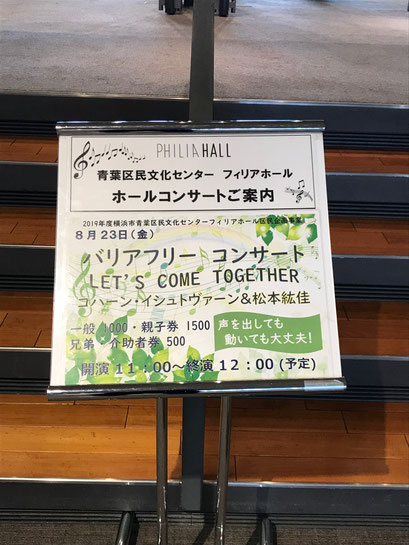 PHILIAHALL
青葉区民文化センター フィリアホール
ホールコンサートご案内
2019年度横浜市青葉区民文化センターフィリアホール区民企画事業
8月23日(金)
バリアフリー コンサート
LET'S COME TOGETHER
コハーン・イシュトヴァーン&松本紘佳
一般 1000・親子券 1500
兄弟・介助者券 500
声を出しても
動いても大丈夫!
開演 11:00~終演 12:00 (予定)